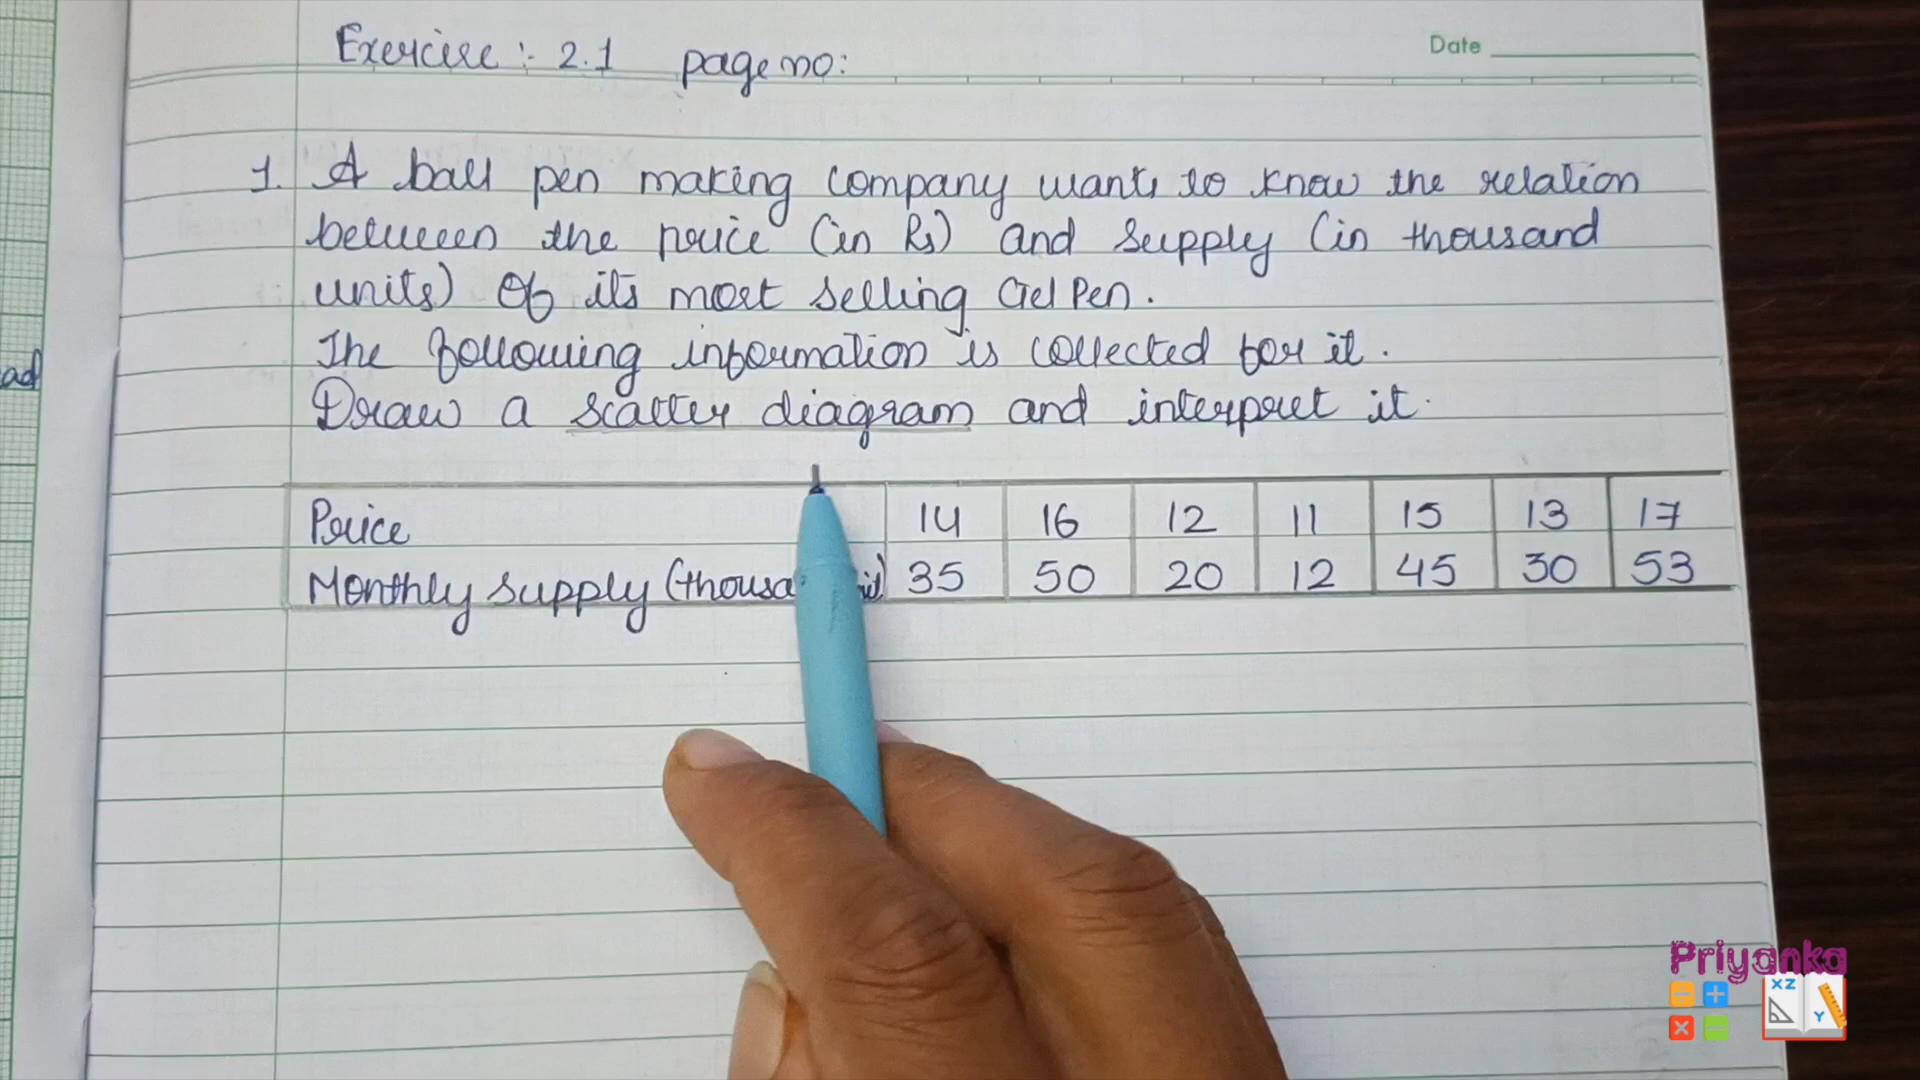 Exercise :- 2.1 page no:
Date
1. A ball pen making company wants to know the relation
between the price (in Rs) and supply (in thousand
units) of its most selling Gel Pen.
The following information is collected for it.
Draw a scatter diagram and interpret it.
Price 14 16 12 11 15 13 17
Monthly supply ( 35 50 20 12 45 30 53
ad
Priyanka
XZ
Y